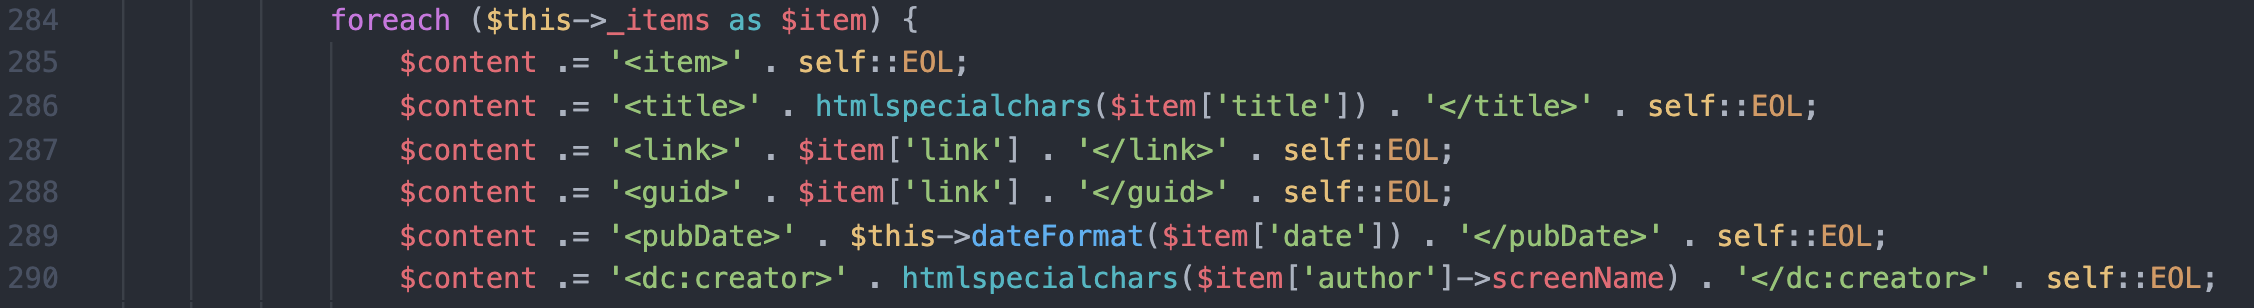 284 foreach ($this->_items as $item) {
285 $content .= '<item>' . self::EOL;
286 $content .= '<title>' . htmlspecialchars($item['title']) . '</title>' . self::EOL;
287 $content .= '<link>' . $item['link'] . '</link>' . self::EOL;
288 $content .= '<guid>' . $item['link'] . '</guid>' . self::EOL;
289 $content .= '<pubDate>' . $this->dateFormat($item['date']) . '</pubDate>' . self::EOL;
290 $content .= '<dc:creator>' . htmlspecialchars($item['author']->screenName) . '</dc:creator>' . self::EOL;